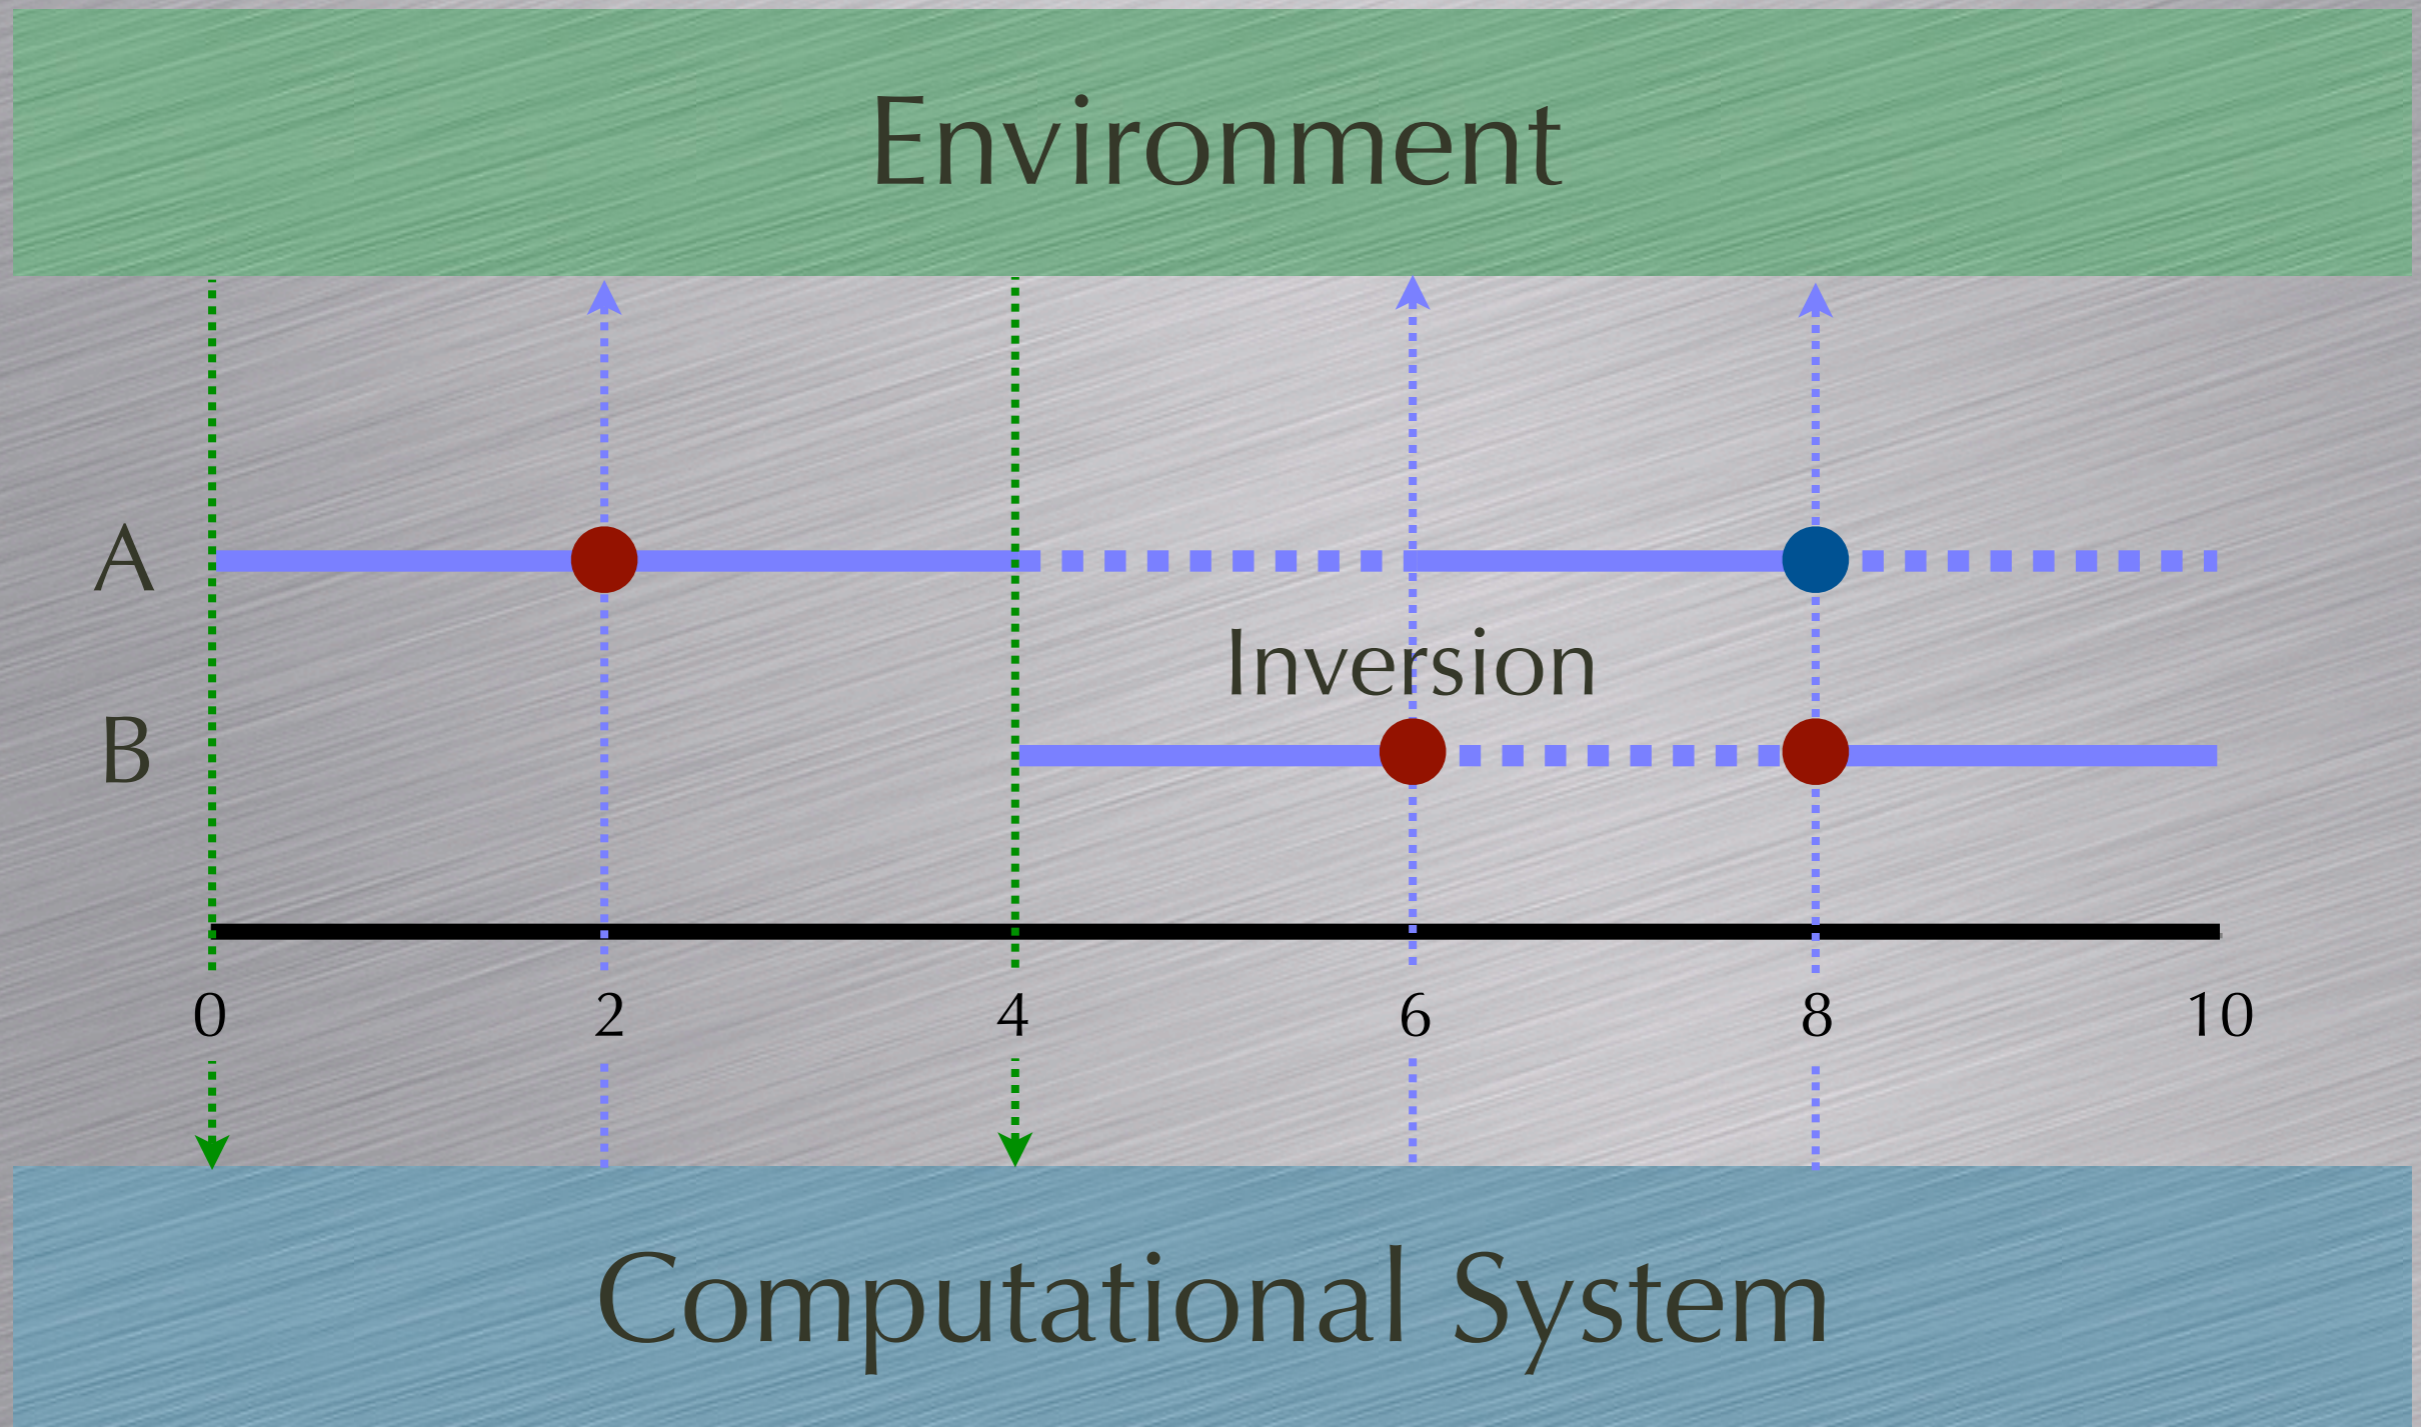 Environment
A
Inversion
B
0 2 4 6 8 10
Computational System